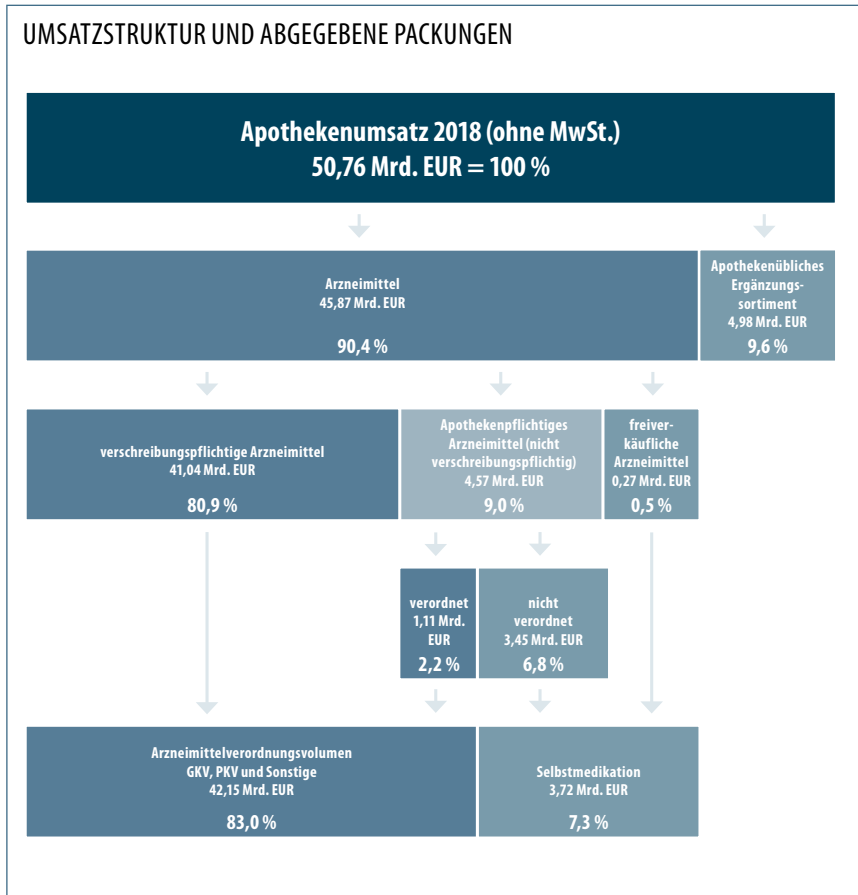 UMSATZSTRUKTUR UND ABGEGEBENE PACKUNGEN
Apothekenumsatz 2018 (ohne MwSt.)
50,76 Mrd. EUR = 100 %
Arzneimittel
45,87 Mrd. EUR
90,4 %
Apothekenübliches
Ergänzungs-
sortiment
4,98 Mrd. EUR
9,6 %
verschreibungspflichtige Arzneimittel
41,04 Mrd. EUR
80,9 %
Apothekenpflichtiges
Arzneimittel (nicht
verschreibungspflichtig)
4,57 Mrd. EUR
9,0 %
freiver-
käufliche
Arzneimittel
0,27 Mrd. EUR
0,5 %
verordnet
1,11 Mrd.
EUR
2,2 %
nicht
verordnet
3,45 Mrd. EUR
6,8 %
Arzneimittelverordnungsvolumen
GKV, PKV und Sonstige
42,15 Mrd. EUR
83,0 %
Selbstmedikation
3,72 Mrd. EUR
7,3 %